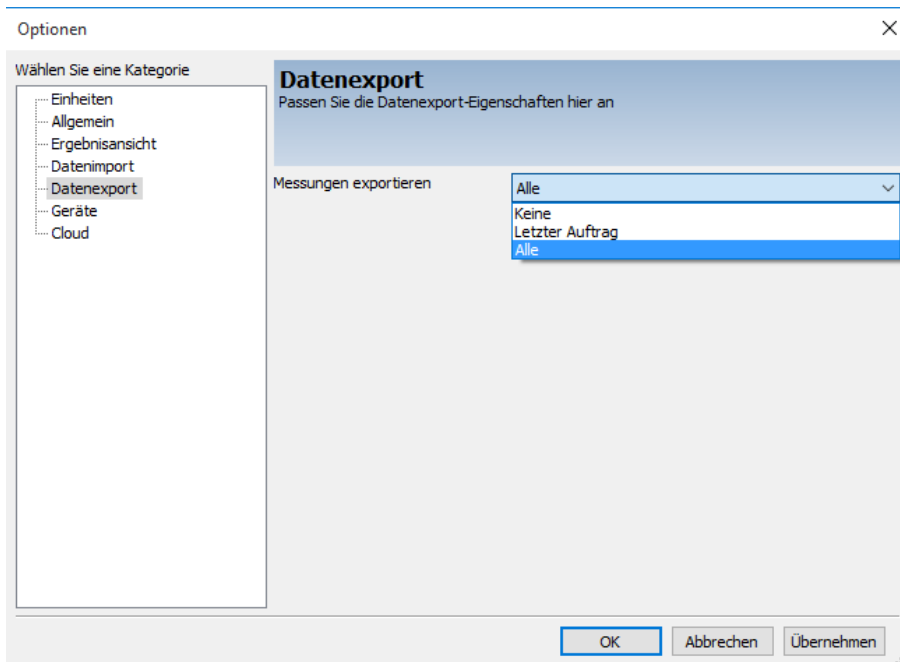 Optionen
Wählen Sie eine Kategorie
Einheiten
Allgemein
Ergebnisansicht
Datenimport
Datenexport
Geräte
Cloud
Datenexport
Passen Sie die Datenexport-Eigenschaften hier an
Messungen exportieren
Alle
Keine
Letzter Auftrag
Alle
OK
Abbrechen
Übernehmen